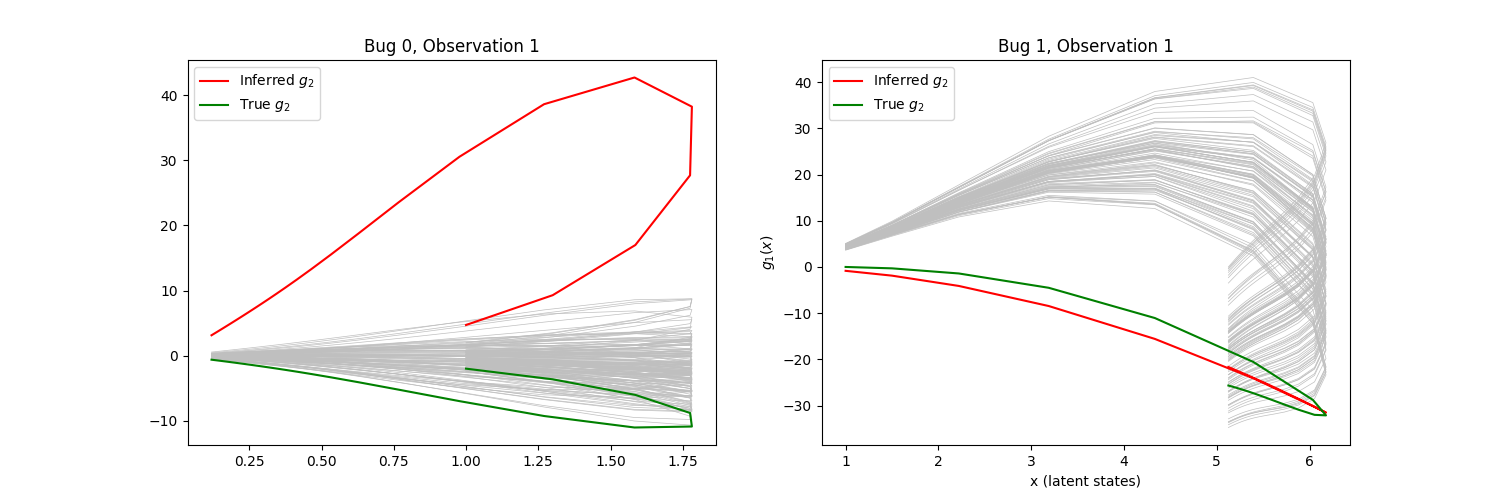 Bug 0, Observation 1
Inferred g₂
True g₂
40
30
20
10
0
−10
0.25 0.50 0.75 1.00 1.25 1.50 1.75
Bug 1, Observation 1
Inferred g₂
True g₂
g₁(x)
40
30
20
10
0
−10
−20
−30
1 2 3 4 5 6
x (latent states)